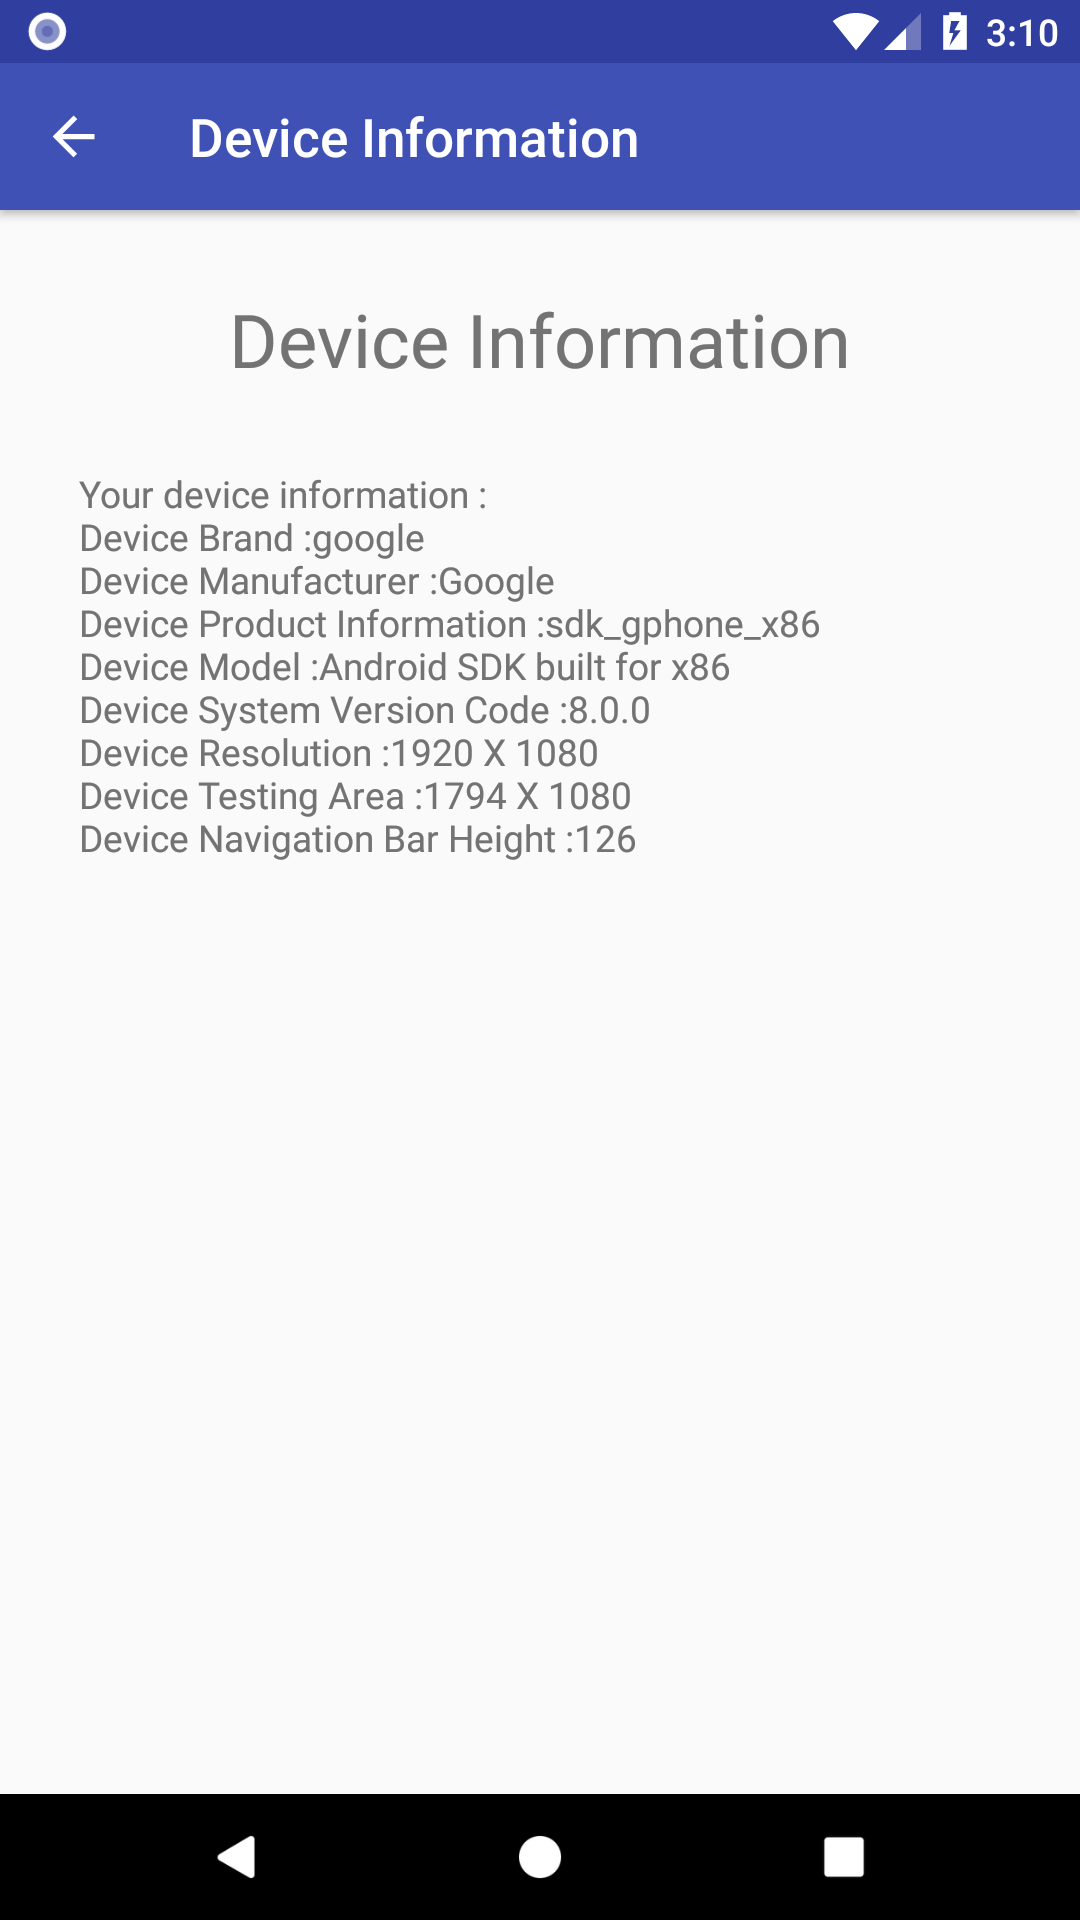 3:10
Device Information
Device Information
Your device information :
Device Brand :google
Device Manufacturer :Google
Device Product Information :sdk_gphone_x86
Device Model :Android SDK built for x86
Device System Version Code :8.0.0
Device Resolution :1920 X 1080
Device Testing Area :1794 X 1080
Device Navigation Bar Height :126